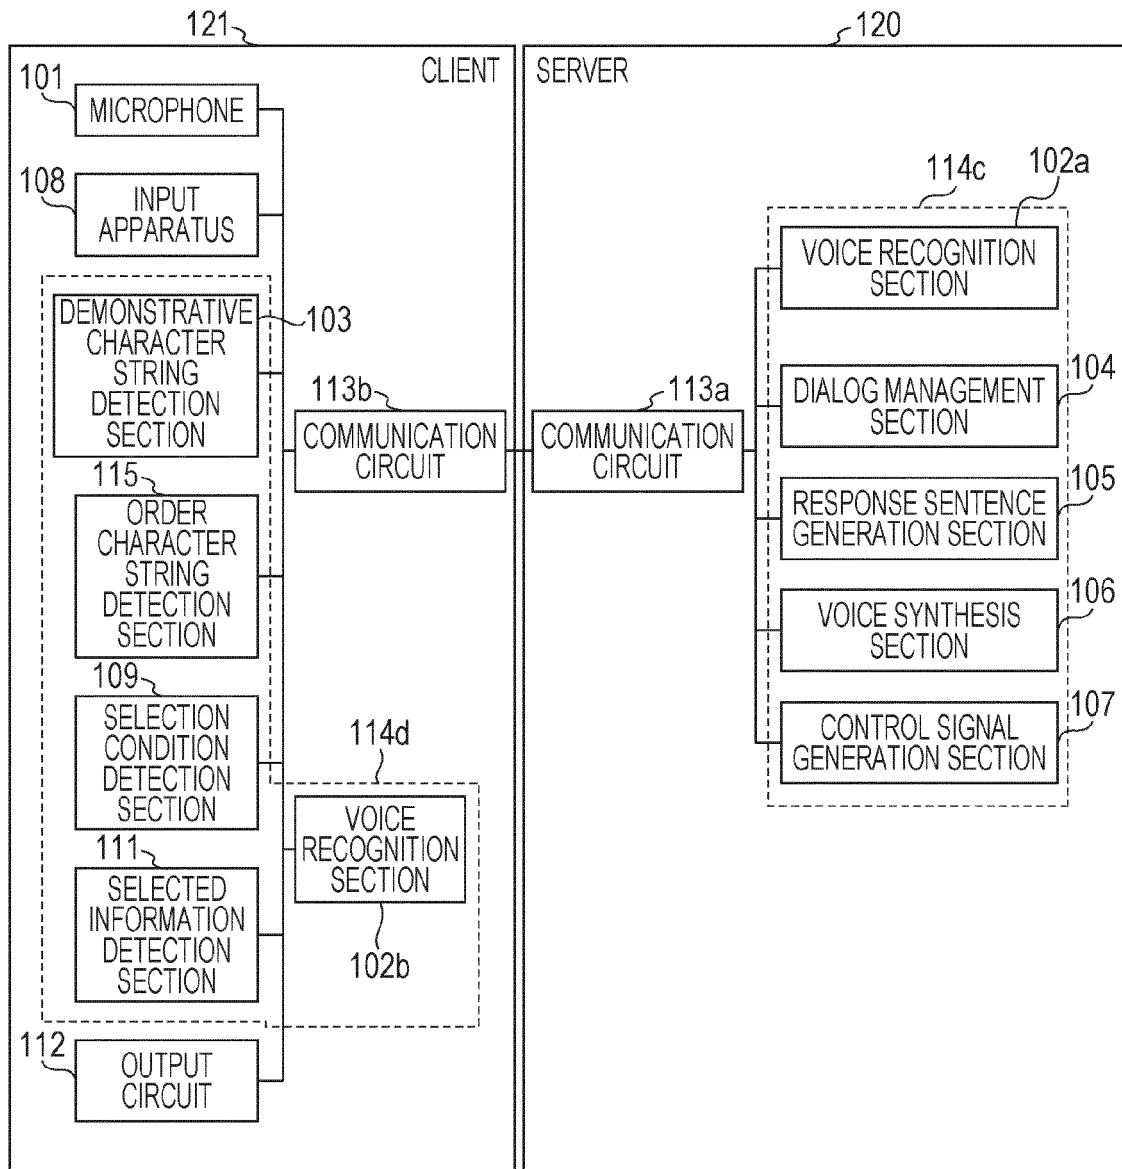 121
120
CLIENT
SERVER
101
MICROPHONE
108
INPUT
APPARATUS
DEMONSTRATIVE
CHARACTER
STRING
DETECTION
SECTION
103
115
ORDER
CHARACTER
STRING
DETECTION
SECTION
109
SELECTION
CONDITION
DETECTION
SECTION
111
SELECTED
INFORMATION
DETECTION
SECTION
112
OUTPUT
CIRCUIT
113b
COMMUNICATION
CIRCUIT
114d
VOICE
RECOGNITION
SECTION
102b
113a
COMMUNICATION
CIRCUIT
114c
102a
VOICE RECOGNITION
SECTION
104
DIALOG MANAGEMENT
SECTION
105
RESPONSE SENTENCE
GENERATION SECTION
106
VOICE SYNTHESIS
SECTION
107
CONTROL SIGNAL
GENERATION SECTION